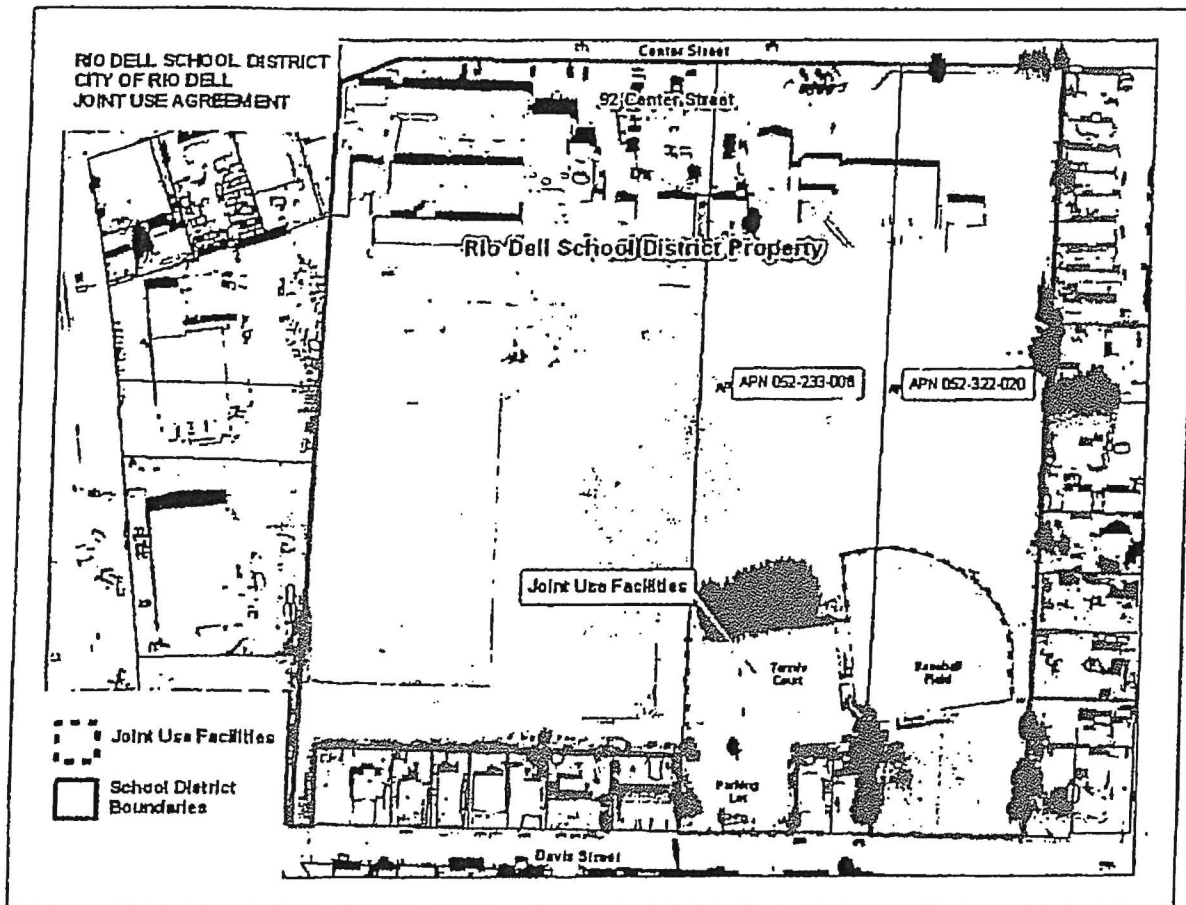 RIO DELL SCHOOL DISTRICT
CITY OF RIO DELL
JOINT USE AGREEMENT
Center Street
92 Center Street
Rio Dell School District Property
APN 052-233-008
APN 052-322-020
Joint Use Facilities
Tennis
Court
Baseball
Field
Parking
Lot
Joint Use Facilities
School District
Boundaries
Davis Street